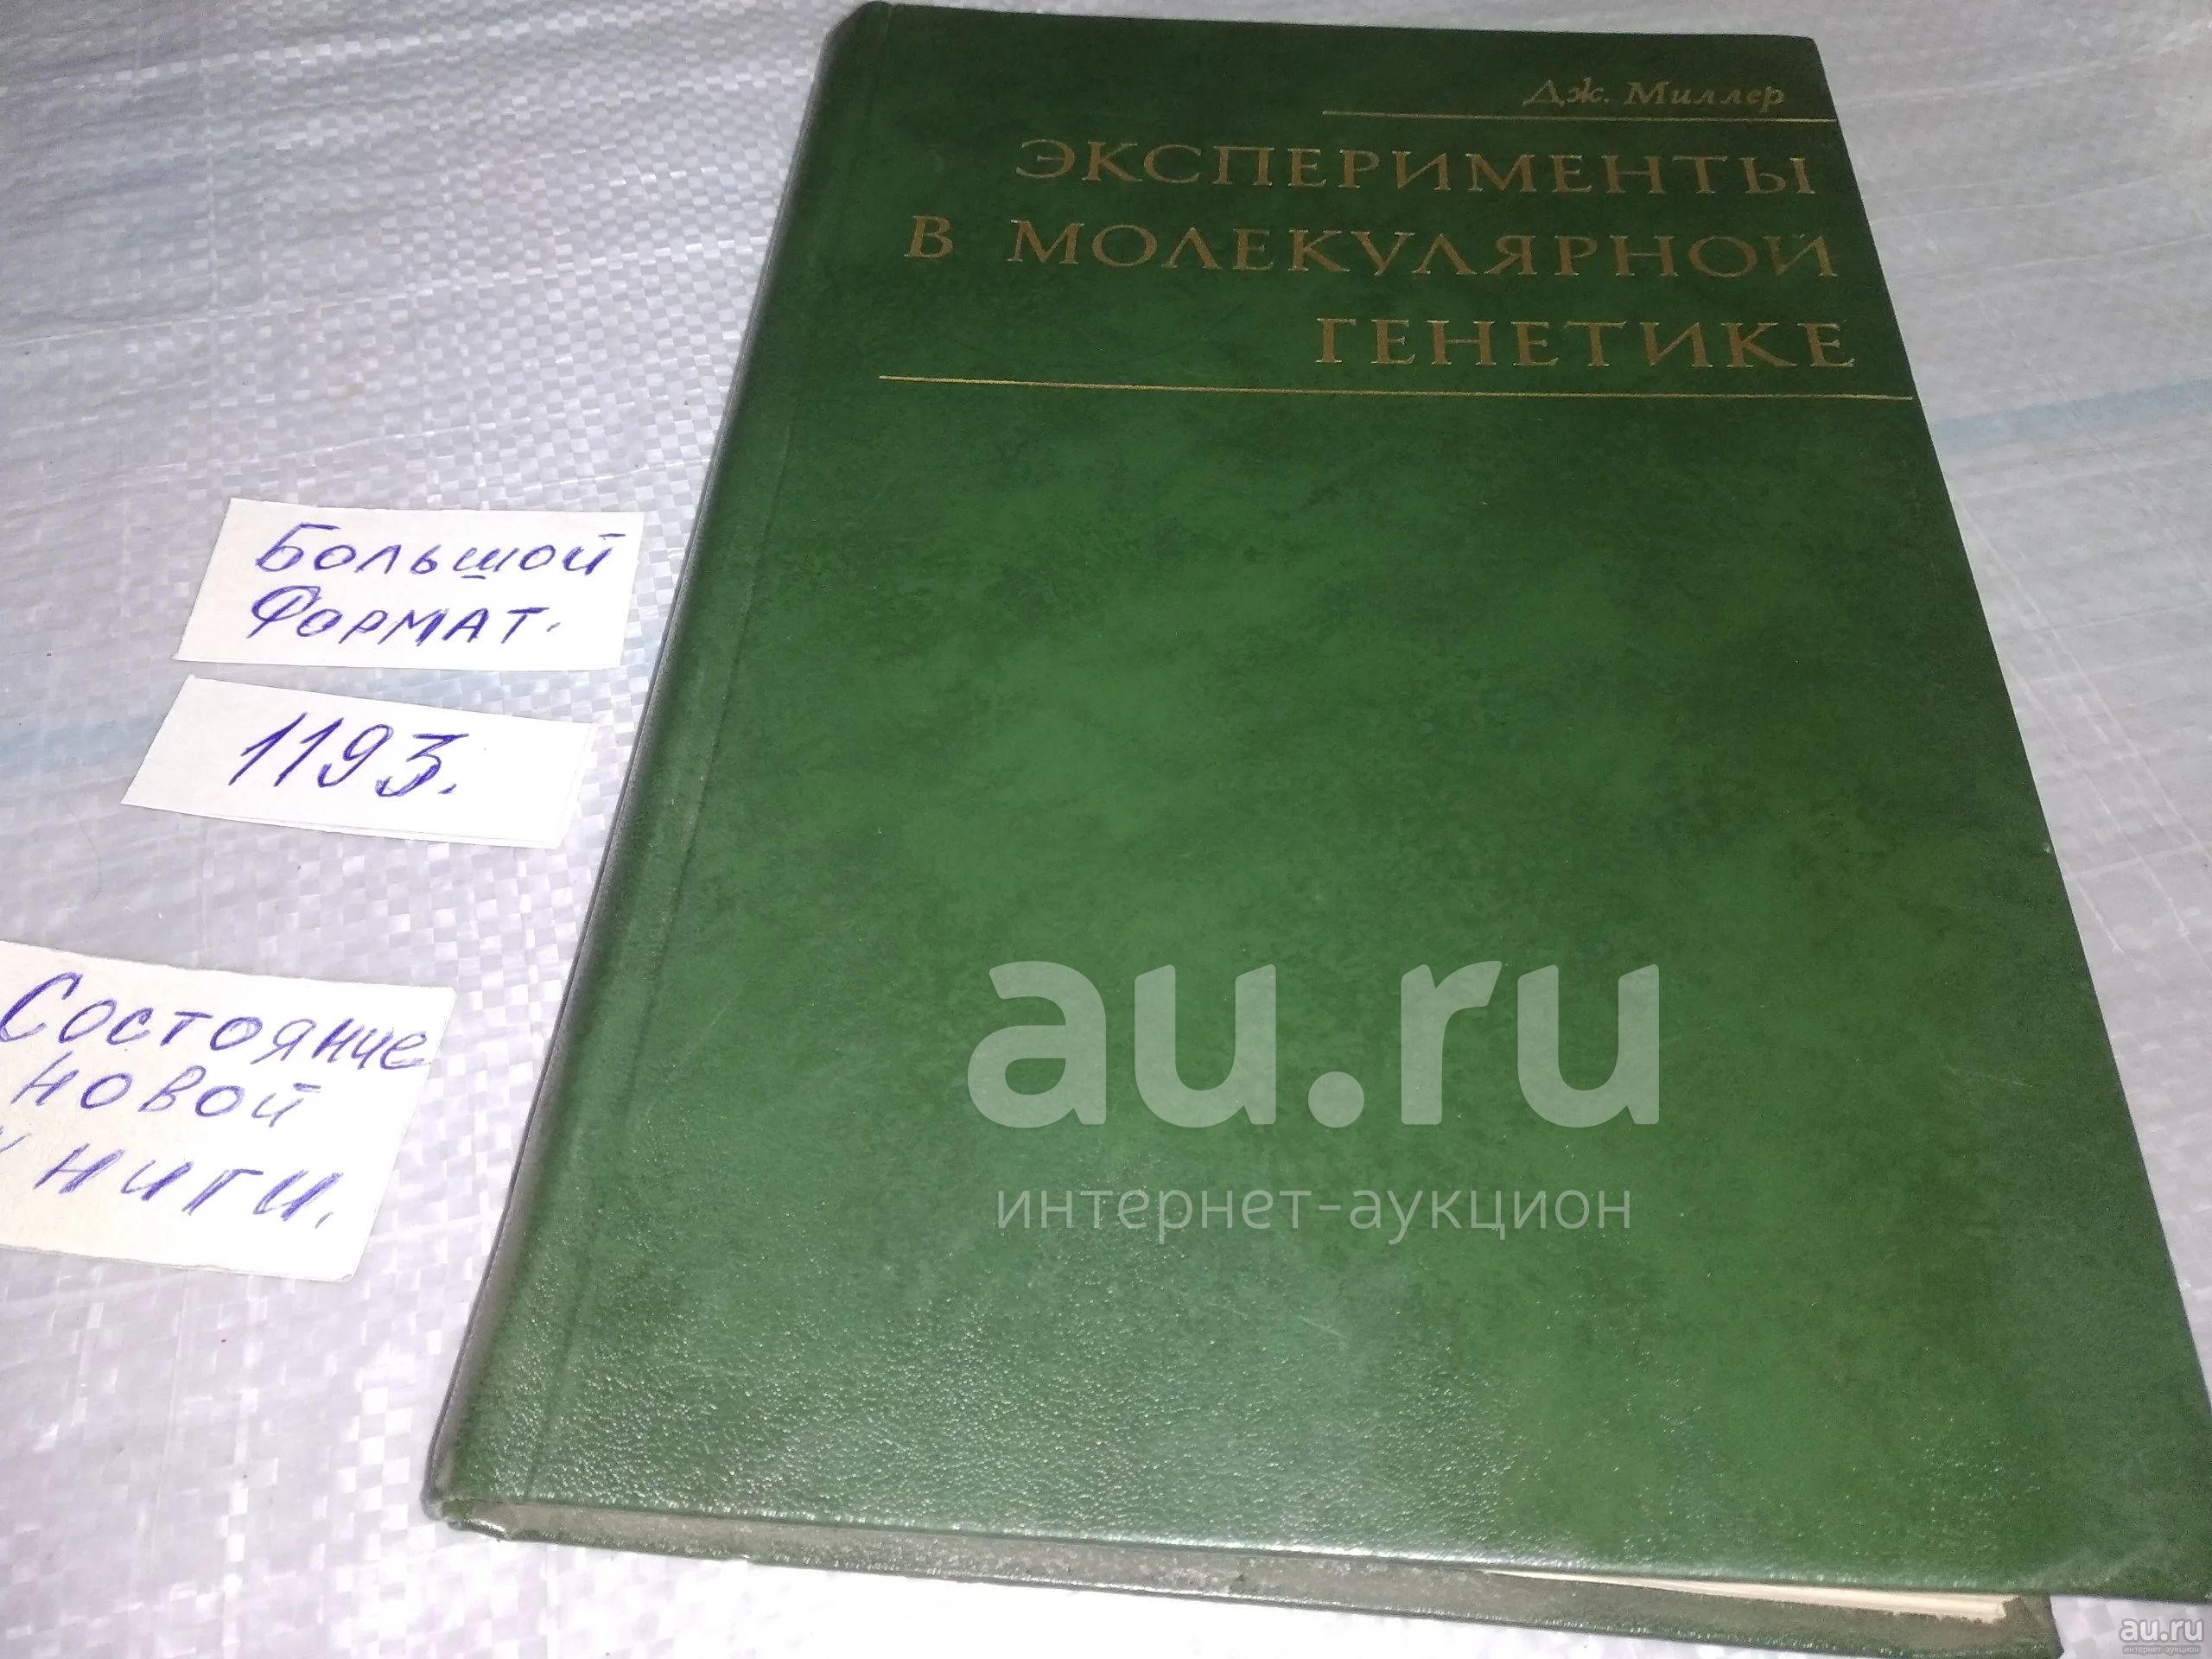 Дж. Миллер
ЭКСПЕРИМЕНТЫ
В МОЛЕКУЛЯРНОЙ
ГЕНЕТИКЕ
Большой
Формат.
1193.
Состояние
новой
книги.
au.ru
интернет-аукцион
au.ru
интернет-аукцион